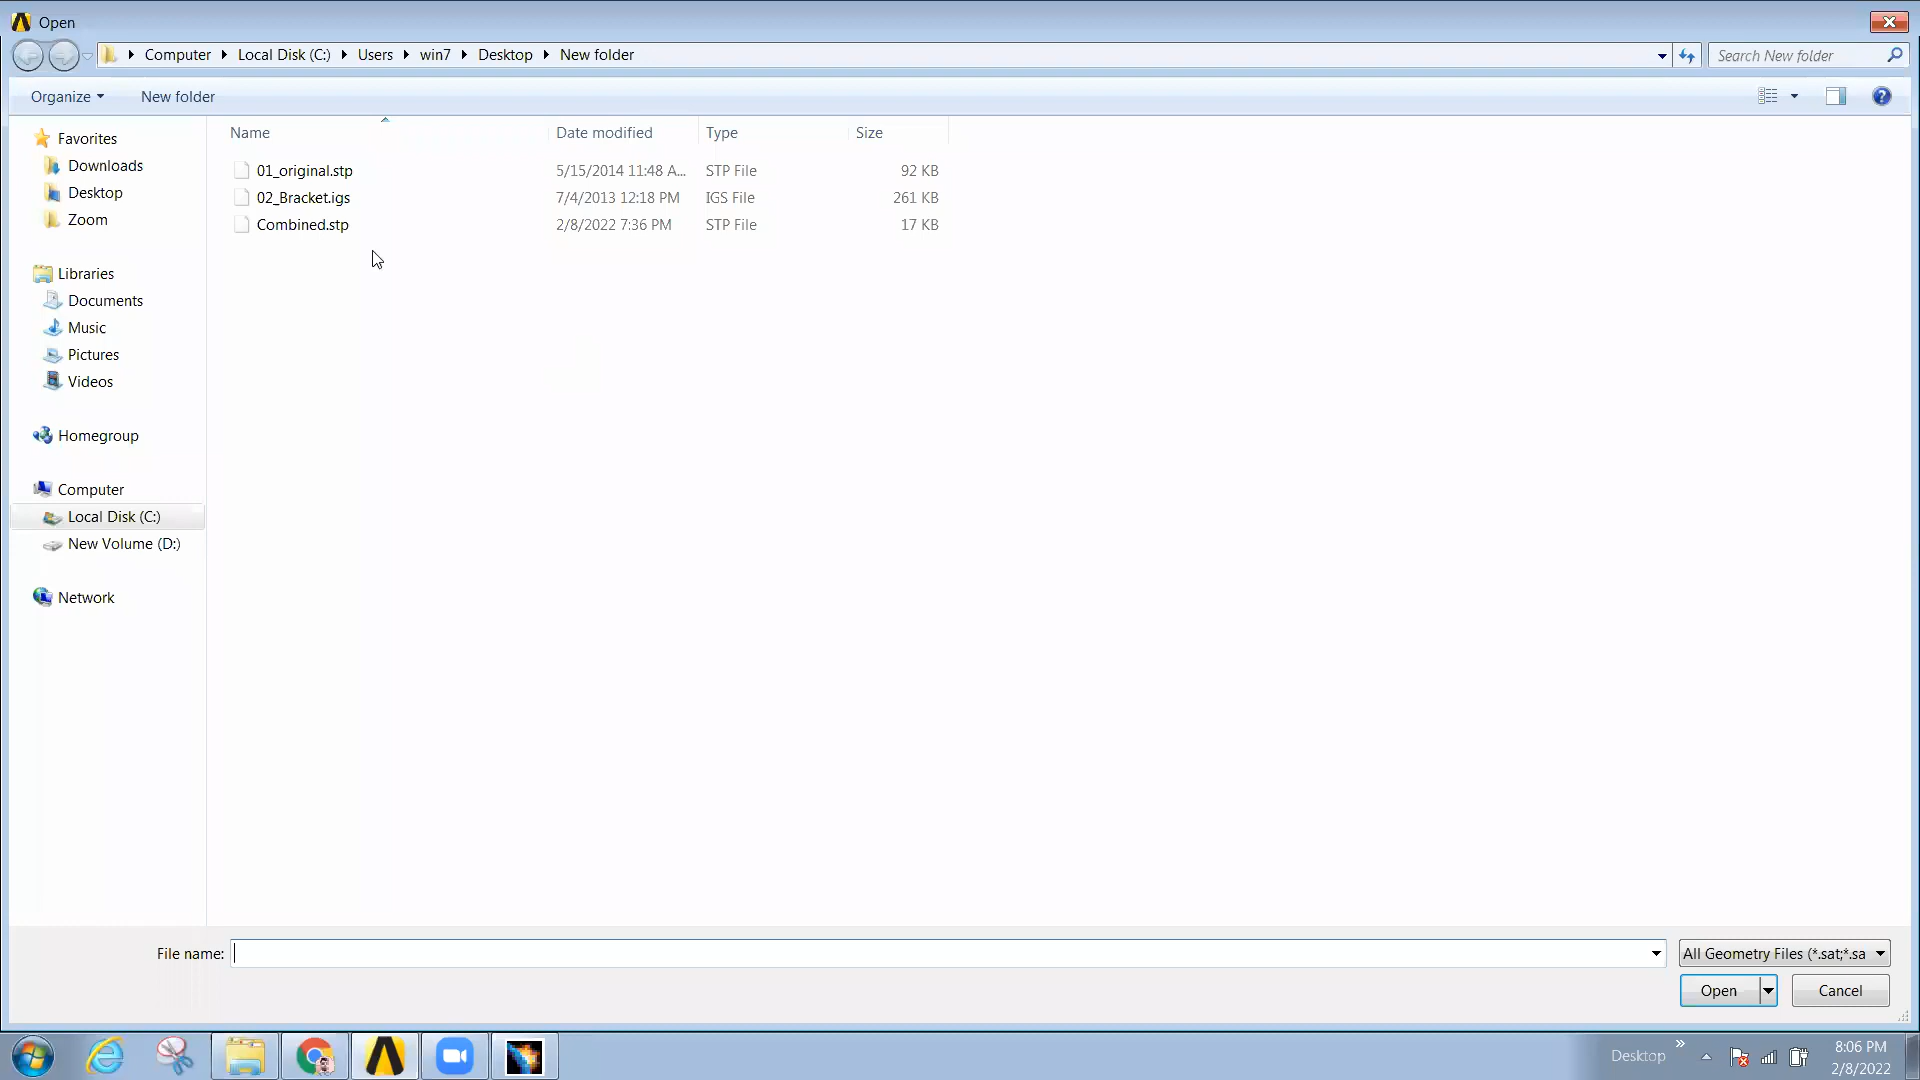 Open
Computer Local Disk (C:) Users win7 Desktop New folder
Search New folder
Organize New folder
Name Date modified Type Size
01_original.stp 5/15/2014 11:48 A... STP File 92 KB
02_Bracket.igs 7/4/2013 12:18 PM IGS File 261 KB
Combined.stp 2/8/2022 7:36 PM STP File 17 KB
Favorites
Downloads
Desktop
Zoom
Libraries
Documents
Music
Pictures
Videos
Homegroup
Computer
Local Disk (C:)
New Volume (D:)
Network
File name:
All Geometry Files (*.sat;*.sa
Open Cancel
Desktop »
8:06 PM
2/8/2022